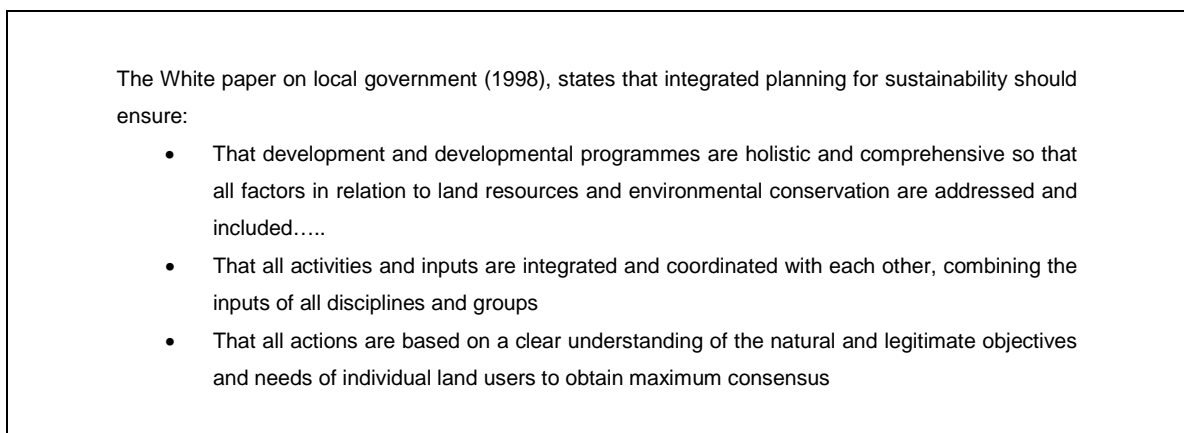 The White paper on local government (1998), states that integrated planning for sustainability should
ensure:
• That development and developmental programmes are holistic and comprehensive so that
all factors in relation to land resources and environmental conservation are addressed and
included…..
• That all activities and inputs are integrated and coordinated with each other, combining the
inputs of all disciplines and groups
• That all actions are based on a clear understanding of the natural and legitimate objectives
and needs of individual land users to obtain maximum consensus